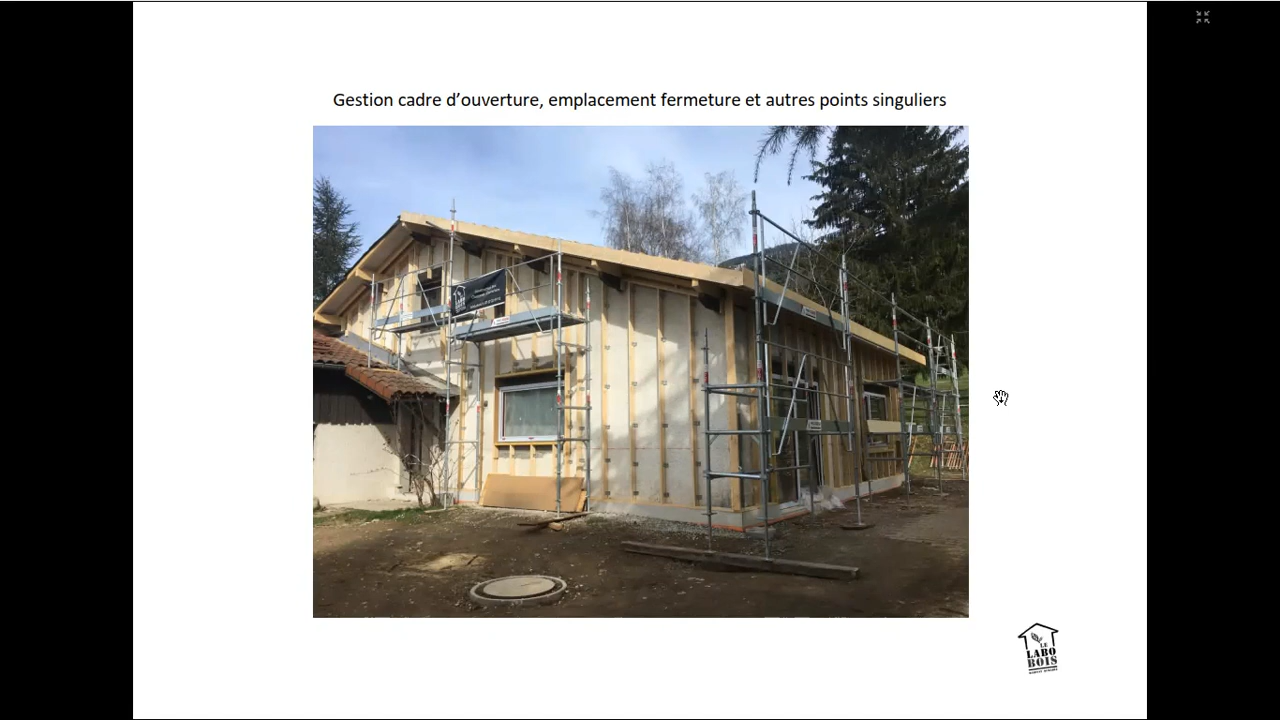 Gestion cadre d’ouverture, emplacement fermeture et autres points singuliers
LE
LABO
BOIS